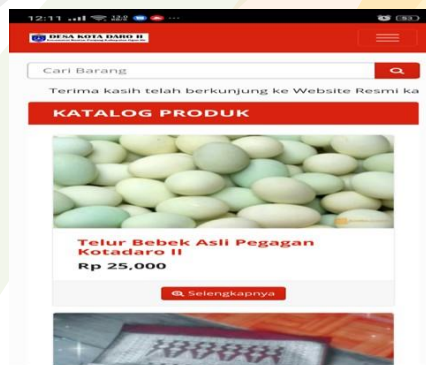 12:11
DESA KOTA DARO II
Cari Barang
Terima kasih telah berkunjung ke Website Resmi ka
KATALOG PRODUK
Telur Bebek Asli Pegagan
Kotadaro II
Rp 25,000
Selengkapnya